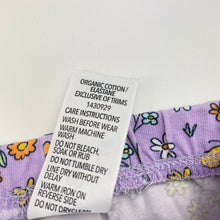 ORGANIC COTTON /
ELASTANE
EXCLUSIVE OF TRIMS
1430929
CARE INSTRUCTIONS
WASH BEFORE WEAR
WARM MACHINE
WASH
DO NOT BLEACH,
SOAK OR RUB
DO NOT TUMBLE DRY
LINE DRY WITHOUT
DELAY
WARM IRON ON
REVERSE SIDE
DO NOT DRYCLEAN